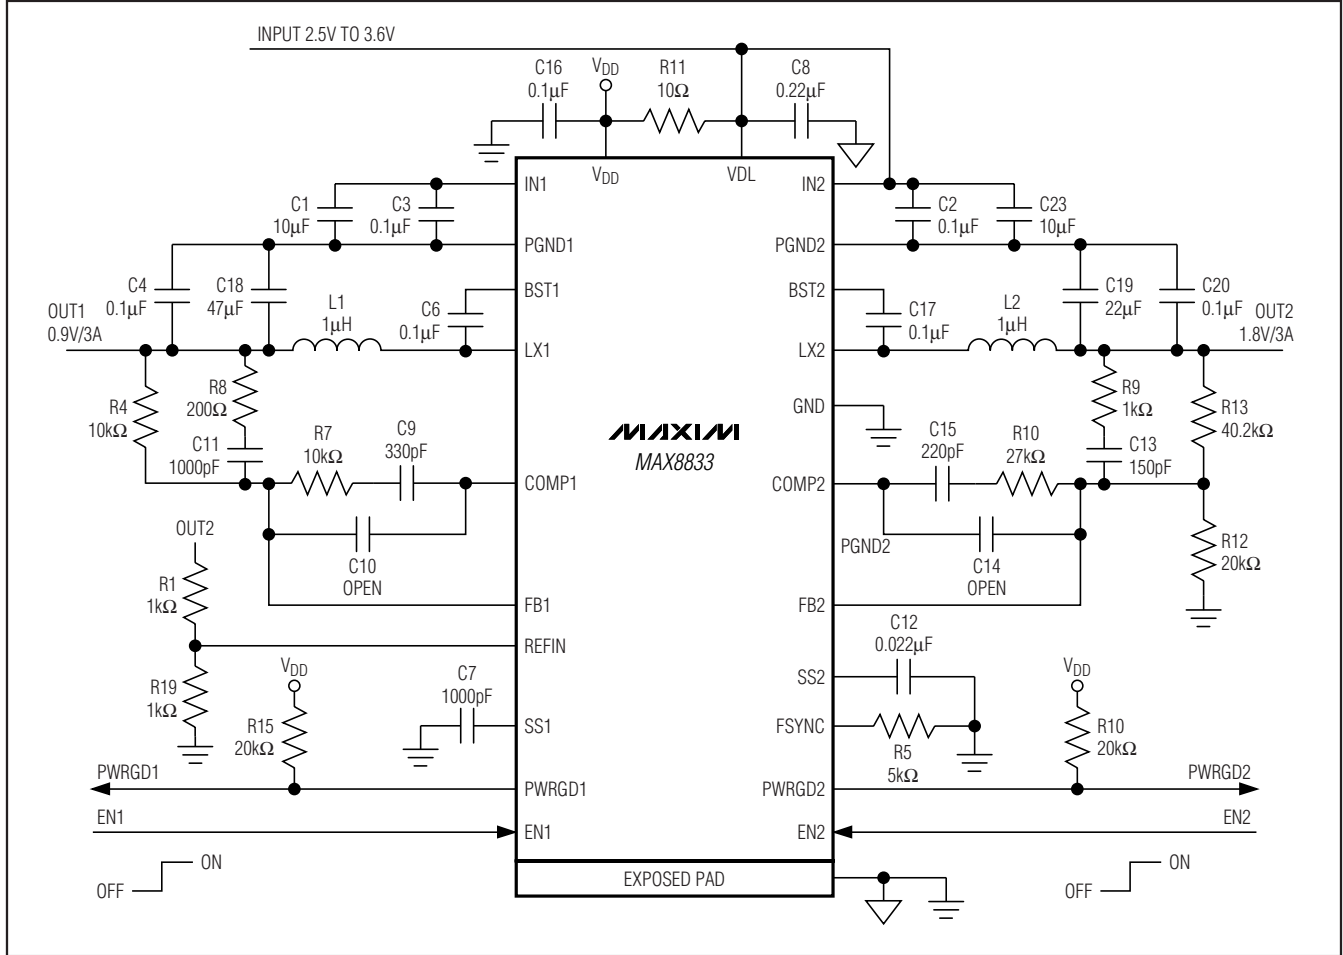 INPUT 2.5V TO 3.6V
C16
0.1µF
VDD
R11
10Ω
C8
0.22µF
VDD
VDL
IN1
IN2
C1
10µF
C3
0.1µF
C2
0.1µF
C23
10µF
PGND1
PGND2
C4
0.1µF
C18
47µF
BST1
BST2
C19
22µF
C20
0.1µF
OUT1
0.9V/3A
L1
1µH
C6
0.1µF
C17
0.1µF
L2
1µH
OUT2
1.8V/3A
LX1
LX2
R4
10kΩ
R8
200Ω
GND
R9
1kΩ
R13
40.2kΩ
C11
1000pF
R7
10kΩ
C9
330pF
MAXIM
MAX8833
C15
220pF
R10
27kΩ
C13
150pF
COMP1
COMP2
OUT2
C10
OPEN
PGND2
C14
OPEN
R12
20kΩ
R1
1kΩ
FB1
FB2
REFIN
C12
0.022µF
R19
1kΩ
VDD
R15
20kΩ
C7
1000pF
SS1
SS2
FSYNC
R5
5kΩ
VDD
R10
20kΩ
PWRGD1
PWRGD1
PWRGD2
PWRGD2
EN1
EN1
EN2
EN2
OFF
ON
EXPOSED PAD
OFF
ON